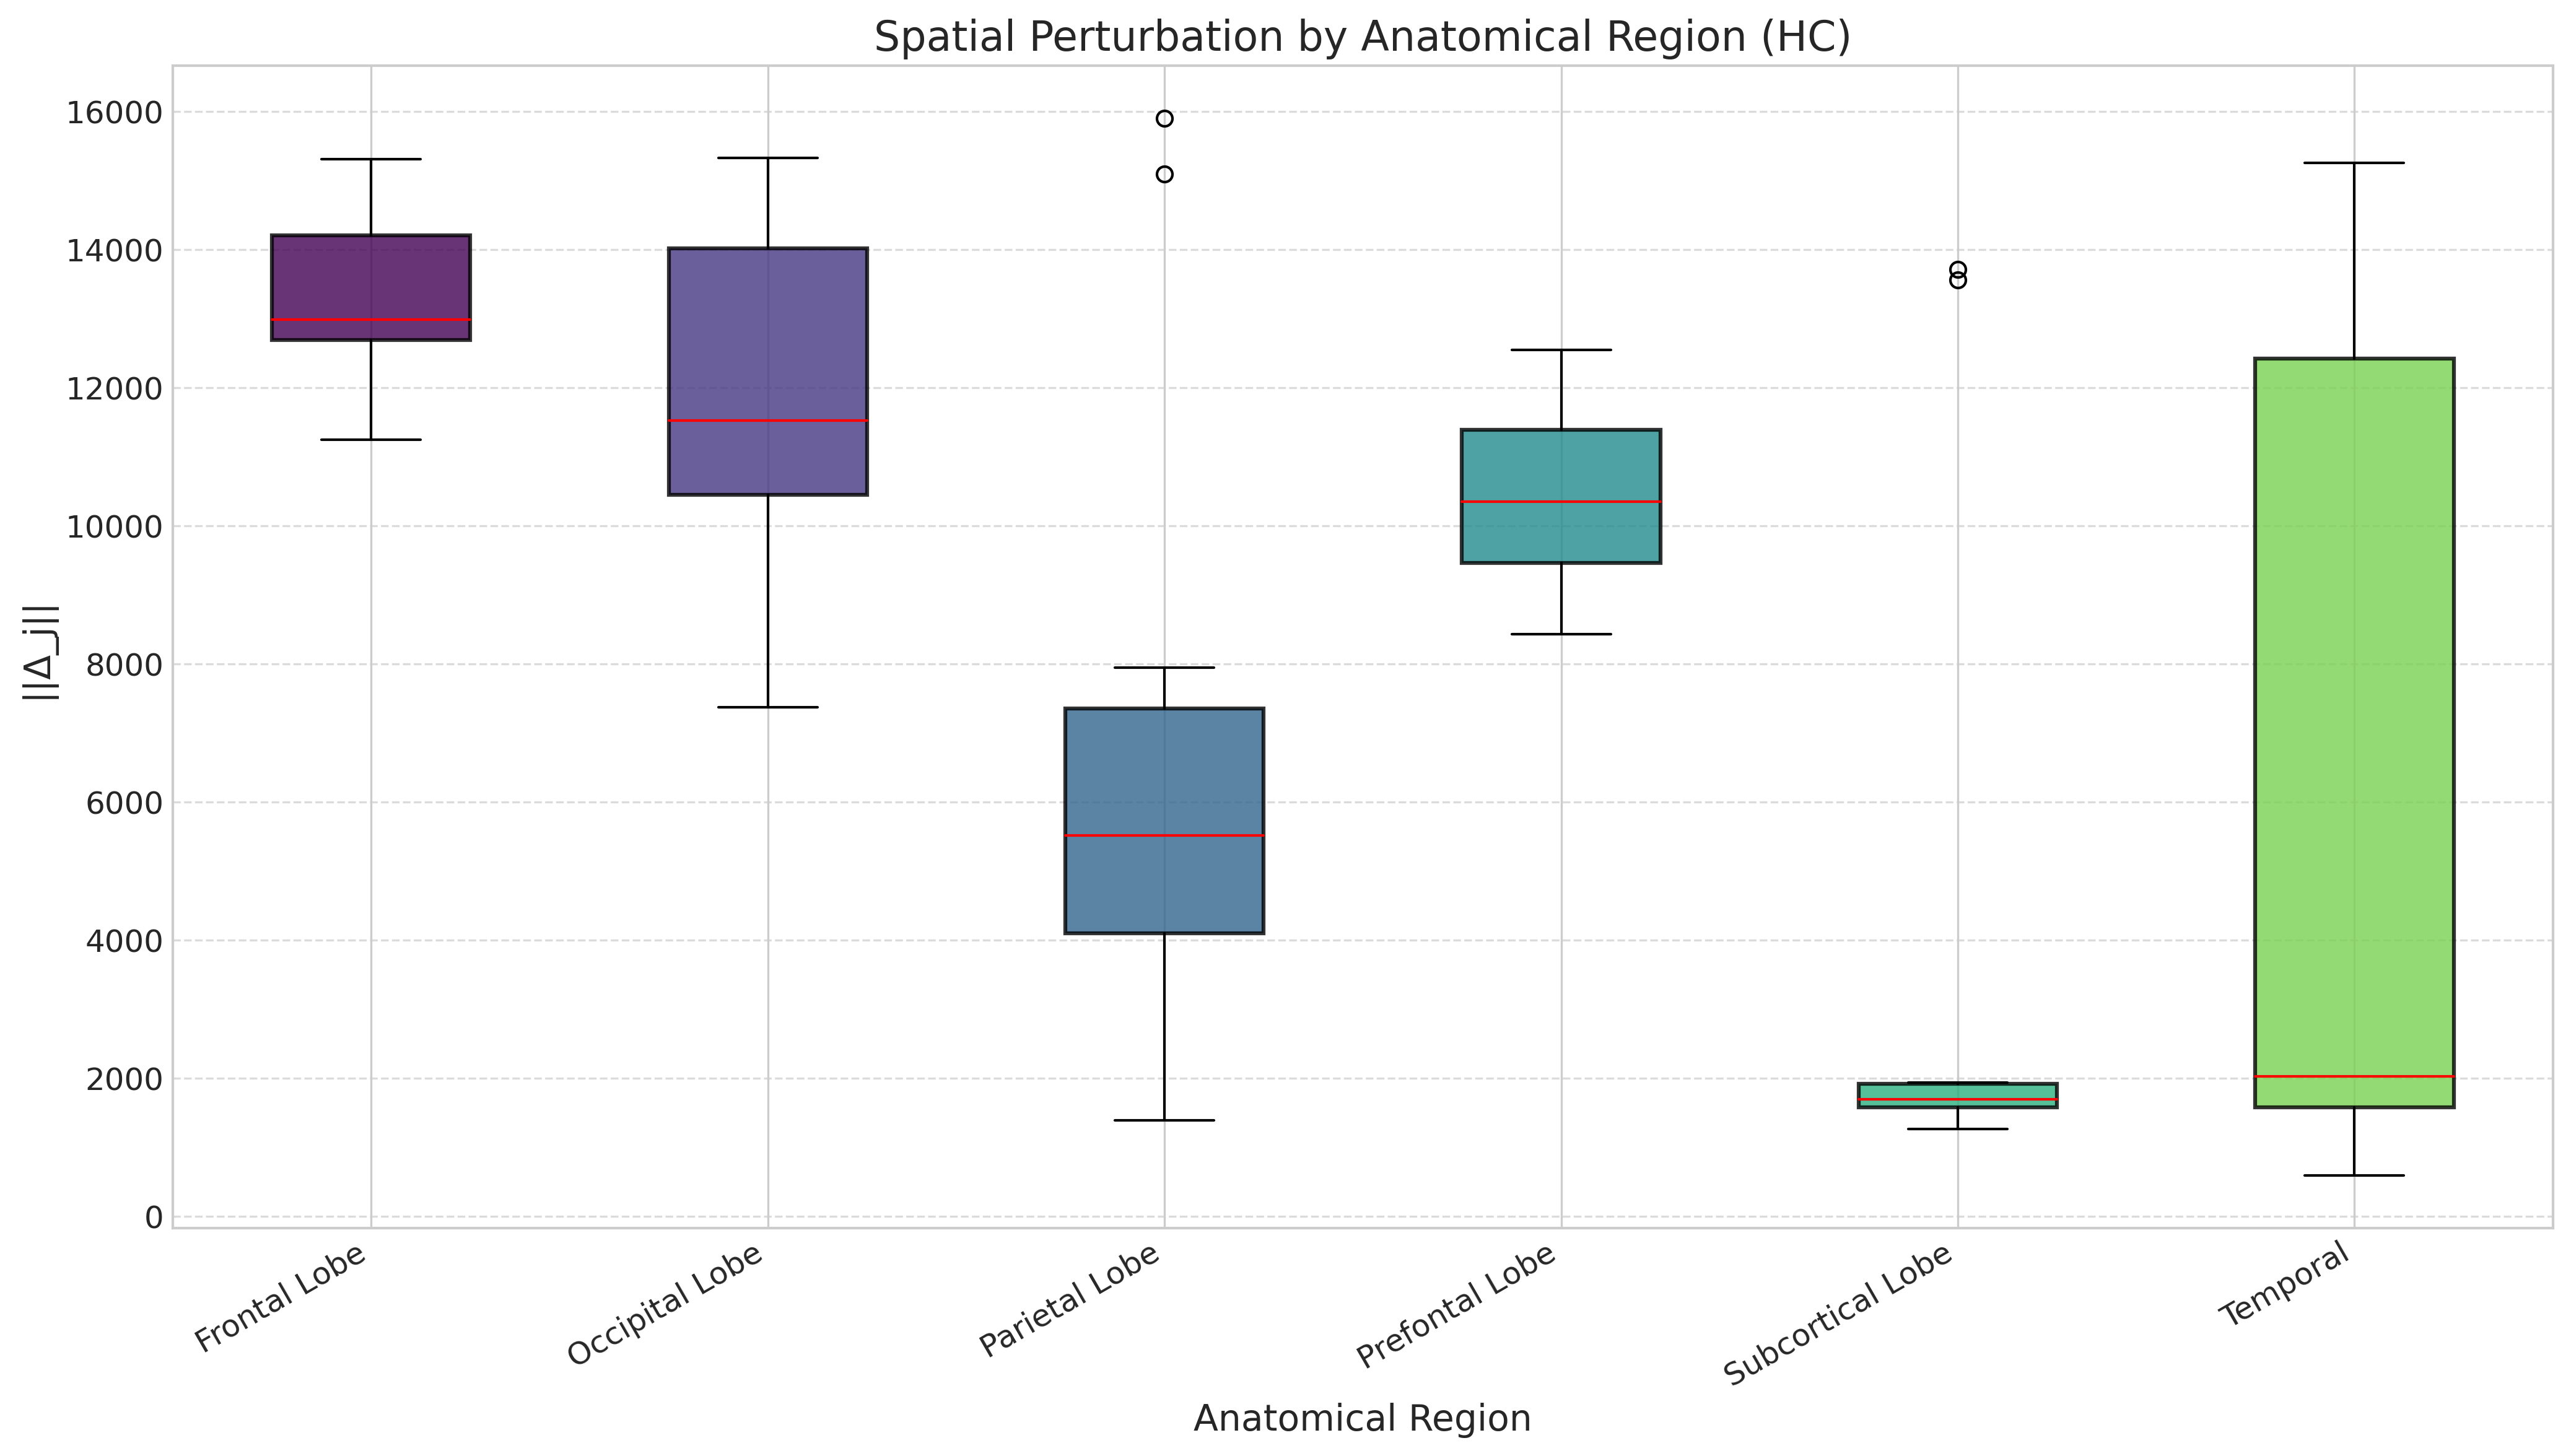 Spatial Perturbation by Anatomical Region (HC)
||Δ_j||
16000
14000
12000
10000
8000
6000
4000
2000
0
Frontal Lobe
Occipital Lobe
Parietal Lobe
Prefontal Lobe
Subcortical Lobe
Temporal
Anatomical Region